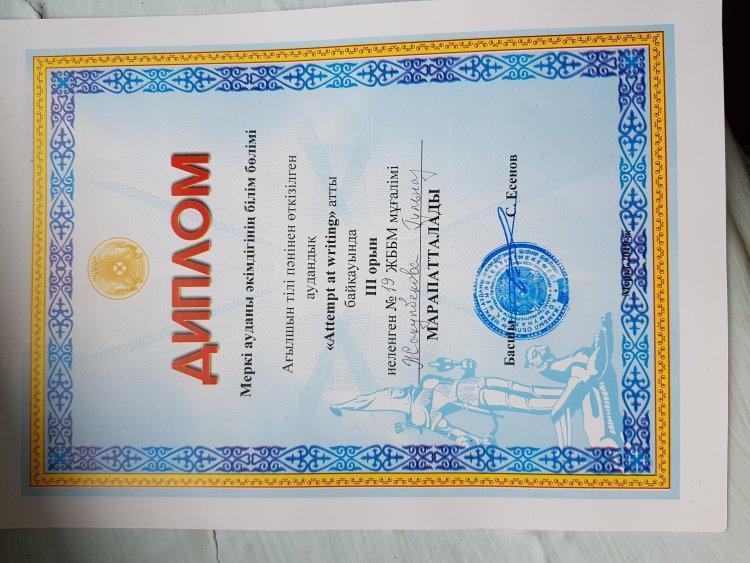 ДИПЛОМ
Меркі ауданы әкімдігінің білім бөлімі
Ағылшын тілі пәнінен өткізілген
аудандық
«Attempt at writing» атты
байқауында
III орын
иеленген № 19 ЖББМ мұғалімі
МАРАПАТТАЛАДЫ
Басшы С. Есенов